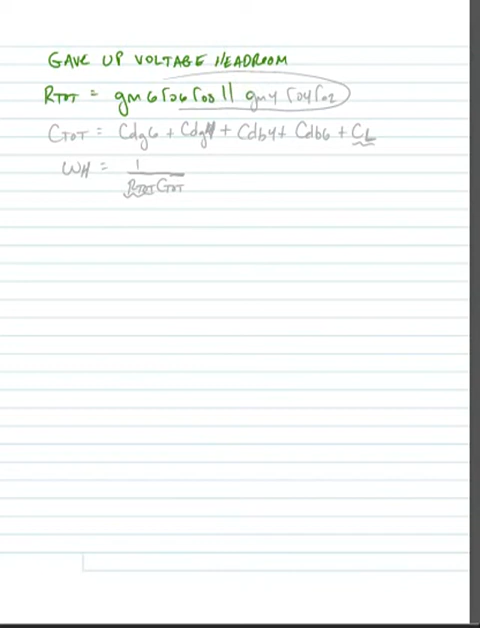 GAVE UP VOLTAGE HEADROOM
RTOT = gm6 ro6 ro8 || gm4 ro4 ro2
CTOT = Cdg6 + Cdg4 + Cdb4 + Cdb6 + CL
WH = 1
RTOT CTOT